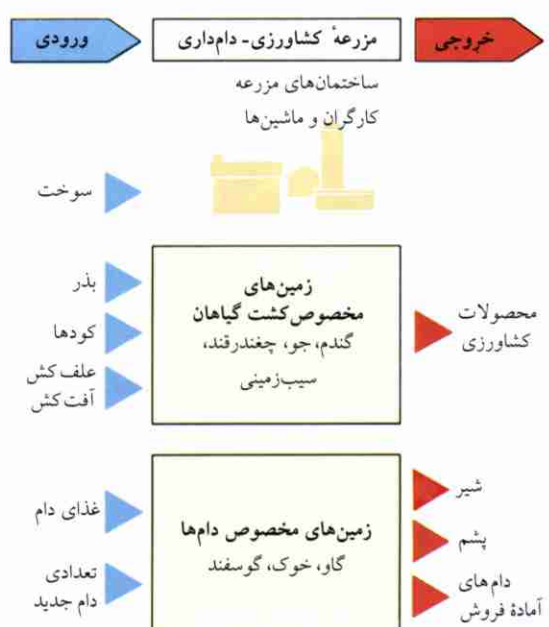 ورودی
مزرعهٔ کشاورزی- دام‌داری
خروجی
ساختمان‌های مزرعه
کارگران و ماشین‌ها
سوخت
بذر
کودها
علف کش
آفت کش
زمین‌های
مخصوص کشت گیاهان
گندم، جو، چغندرقند،
سیب‌زمینی
محصولات
کشاورزی
غذای دام
تعدادی
دام جدید
زمین‌های مخصوص دام‌ها
گاو، خوک، گوسفند
شیر
پشم
دام‌های
آمادهٔ فروش